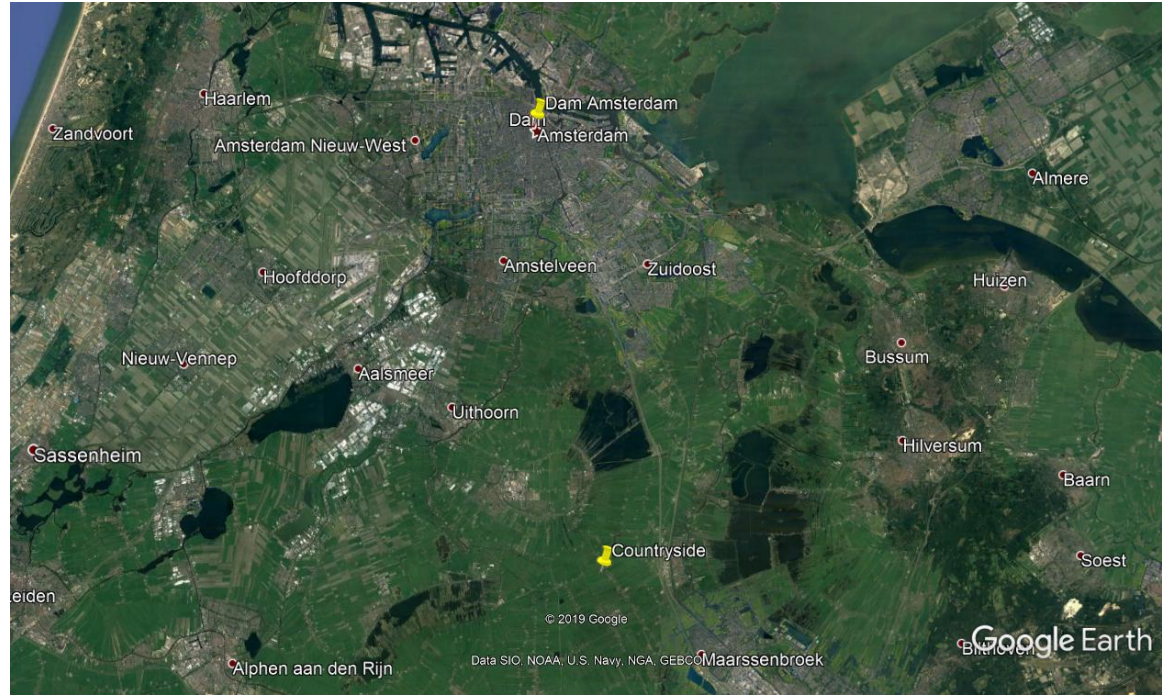 Haarlem
Dam Amsterdam
Dam
Zandvoort
Amsterdam
Amsterdam Nieuw-West
Almere
Amstelveen
Zuidoost
Hoofddorp
Huizen
Nieuw-Vennep
Bussum
Aalsmeer
Uithoorn
Sassenheim
Hilversum
Baarn
Countryside
Soest
eiden
© 2019 Google
Alphen aan den Rijn
Data SIO, NOAA, U.S. Navy, NGA, GEBCO
Maarssenbroek
Bilthoven
Google Earth